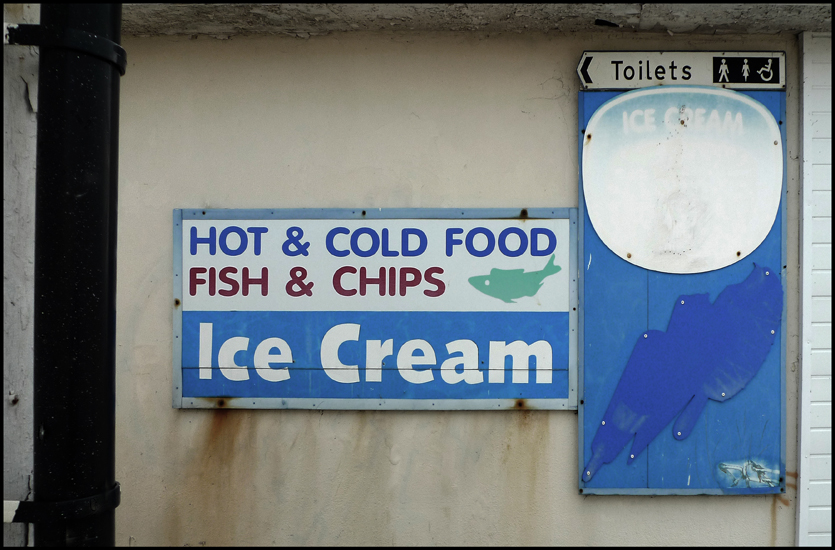 Toilets
ICE CREAM
HOT & COLD FOOD
FISH & CHIPS
Ice Cream